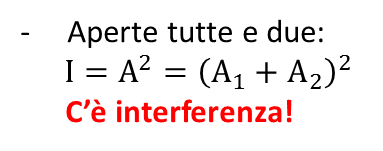 - Aperte tutte e due:
I = A² = (A₁ + A₂)²
C'è interferenza!